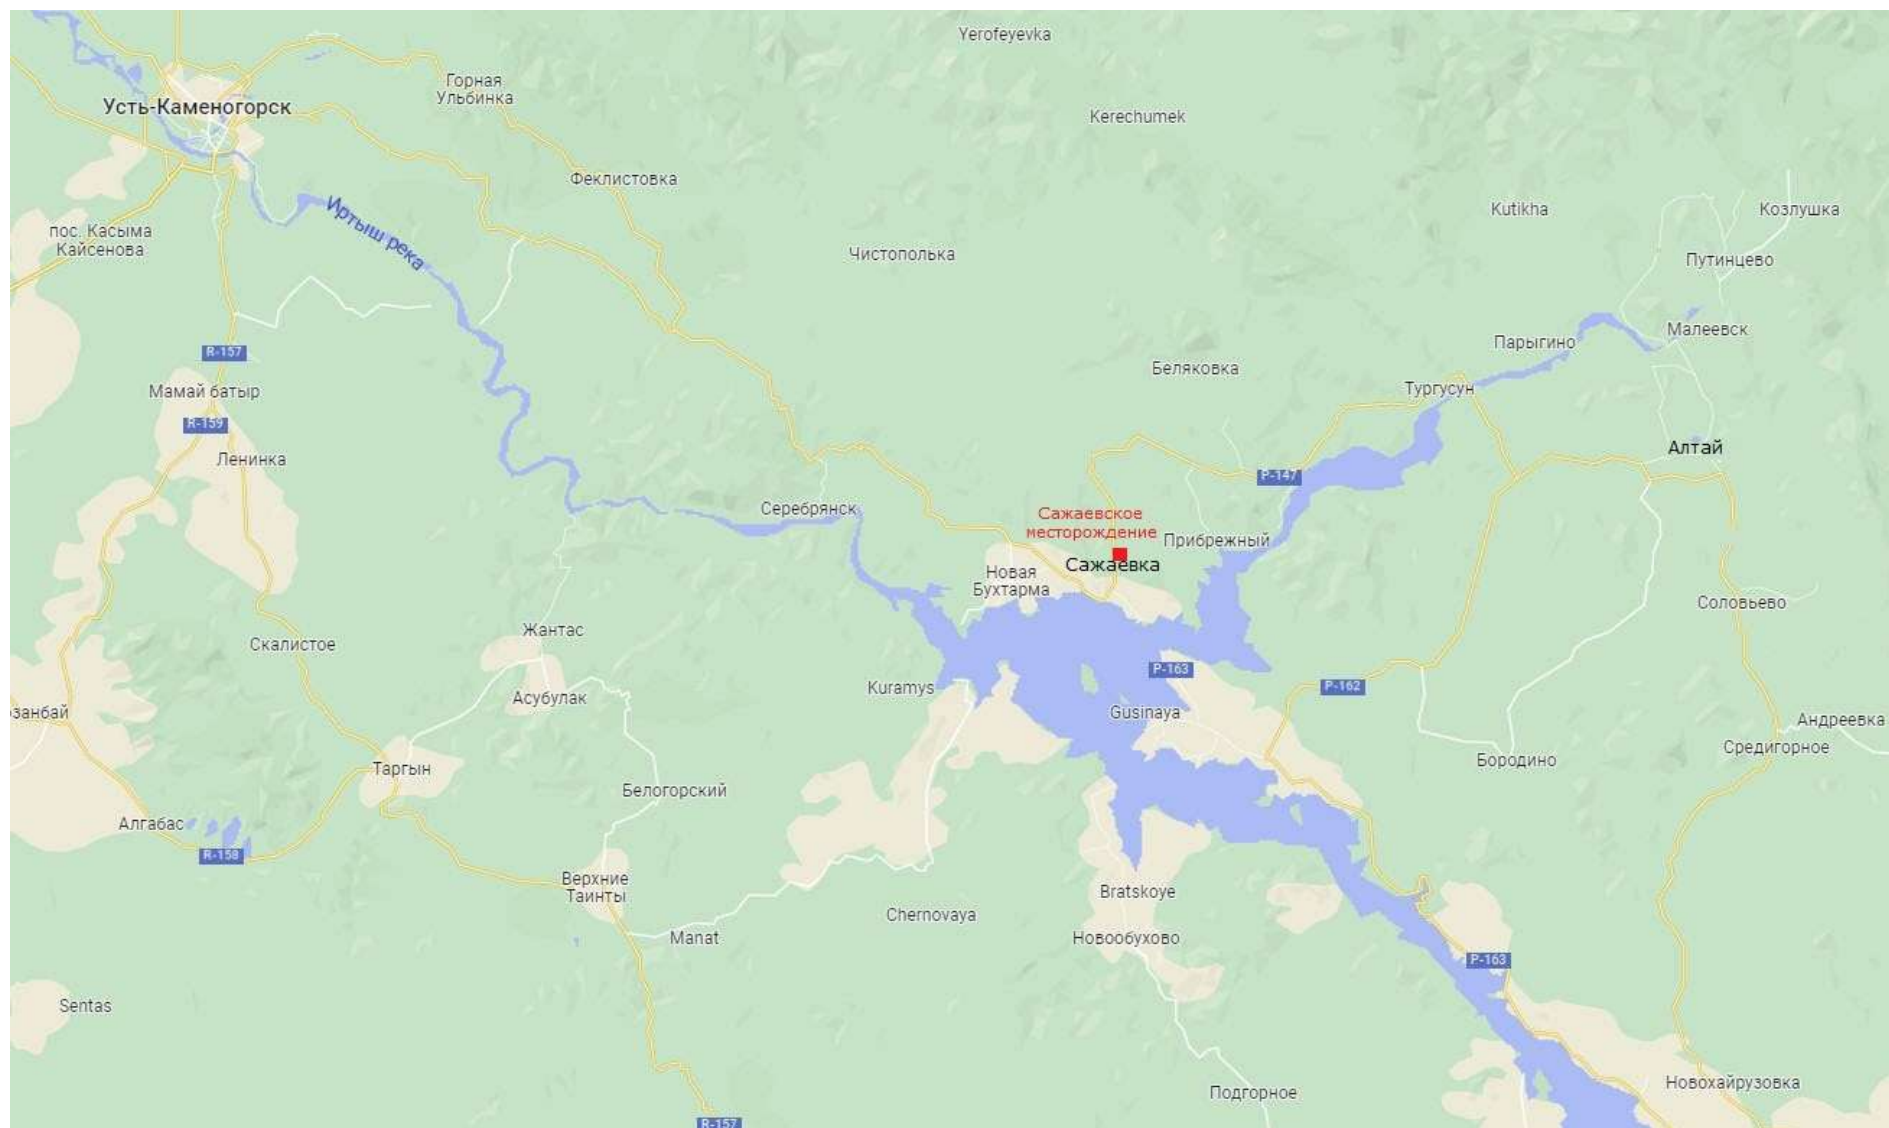 Yerofeyevka
Горная
Ульбинка
Усть-Каменогорск
Kerechumek
Феклистовка
Иртыш река
Kutikha
Козлушка
пос. Касыма
Кайсенова
Чистополька
Путинцево
Малеевск
Парыгино
R-157
Беляковка
Тургусун
Мамай батыр
R-159
Ленинка
Алтай
P-147
Серебрянск
Сажаевское
месторождение
Прибрежный
Сажаевка
Новая
Бухтарма
Соловьево
Жантас
Скалистое
P-163
Kuramys
P-162
Асубулак
Gusinaya
озанбай
Андреевка
Средигорное
Бородино
Таргын
Белогорский
Алгабас
R-158
Верхние
Таинты
Bratskoye
Chernovaya
Manat
Новообухово
P-163
Sentas
Новохайрузовка
Подгорное
R-157